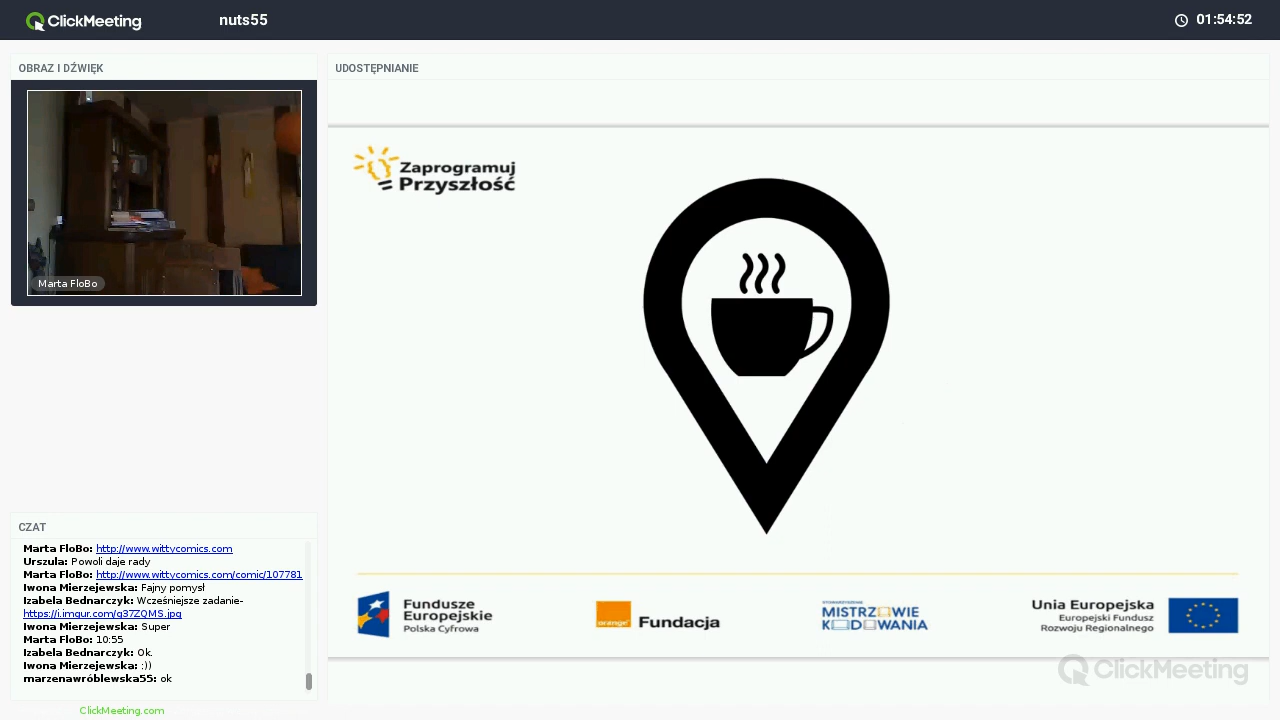 ClickMeeting
nuts55
01:54:52
OBRAZ I DŹWIĘK
UDOSTĘPNIANIE
Marta FloBo
Zaprogramuj
Przyszłość
CZAT
Marta FloBo: http://www.wittycomics.com
Urszula: Powoli daje rady
Marta FloBo: http://www.wittycomics.com/comic/107781
Iwona Mierzejewska: Fajny pomysł
Izabela Bednarczyk: Wcześniejsze zadanie-
https://i.imgur.com/g37ZQMS.jpg
Iwona Mierzejewska: Super
Marta FloBo: 10:55
Izabela Bednarczyk: Ok.
Iwona Mierzejewska: :))
marzenawróblewska55: ok
Fundusze
Europejskie
Polska Cyfrowa
orange
Fundacja
STOWARZYSZENIE
MISTRZOWIE
KODOWANIA
Unia Europejska
Europejski Fundusz
Rozwoju Regionalnego
ClickMeeting
ClickMeeting.com